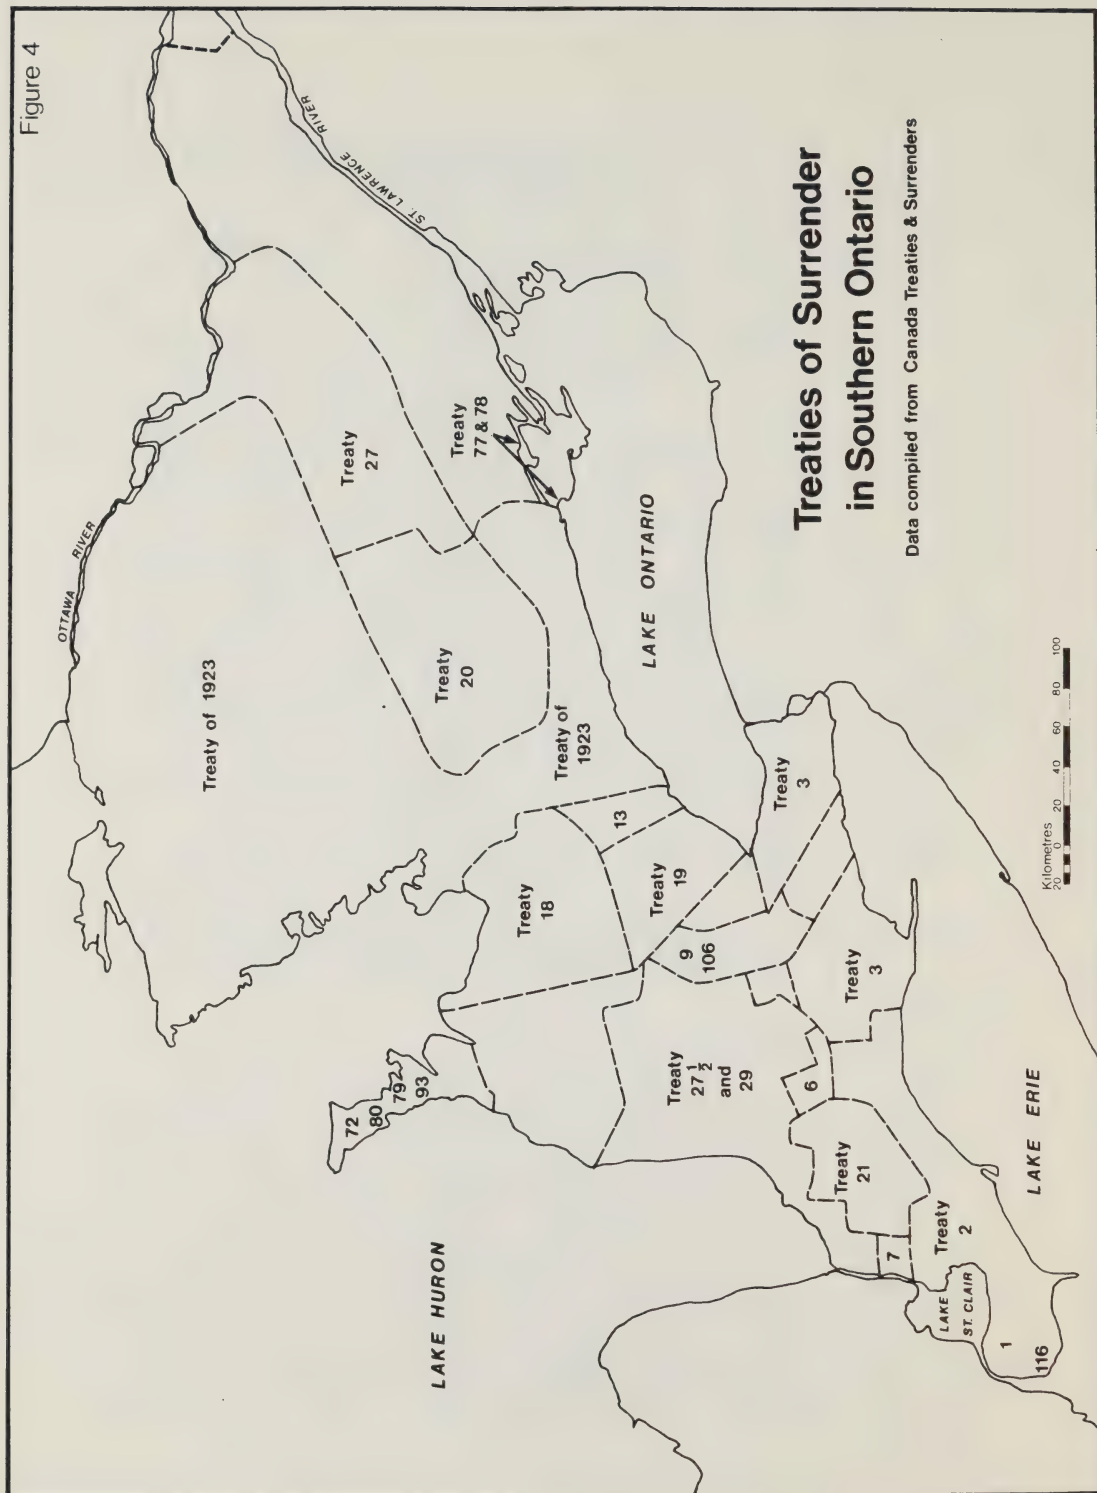 Figure 4
OTTAWA RIVER
ST. LAWRENCE RIVER
Treaty of 1923
Treaty
27
Treaty
77 & 78
Treaty
20
Treaty of
1923
LAKE ONTARIO
Treaties of Surrender
in Southern Ontario
Data compiled from Canada Treaties & Surrenders
Kilometres
20 0 20 40 60 80 100
13
Treaty
18
Treaty
19
Treaty
3
9
106
Treaty
3
72
80
79
93
Treaty
27 1/2
and
29
6
Treaty
21
Treaty
2
7
LAKE HURON
LAKE
ST. CLAIR
1
116
LAKE ERIE